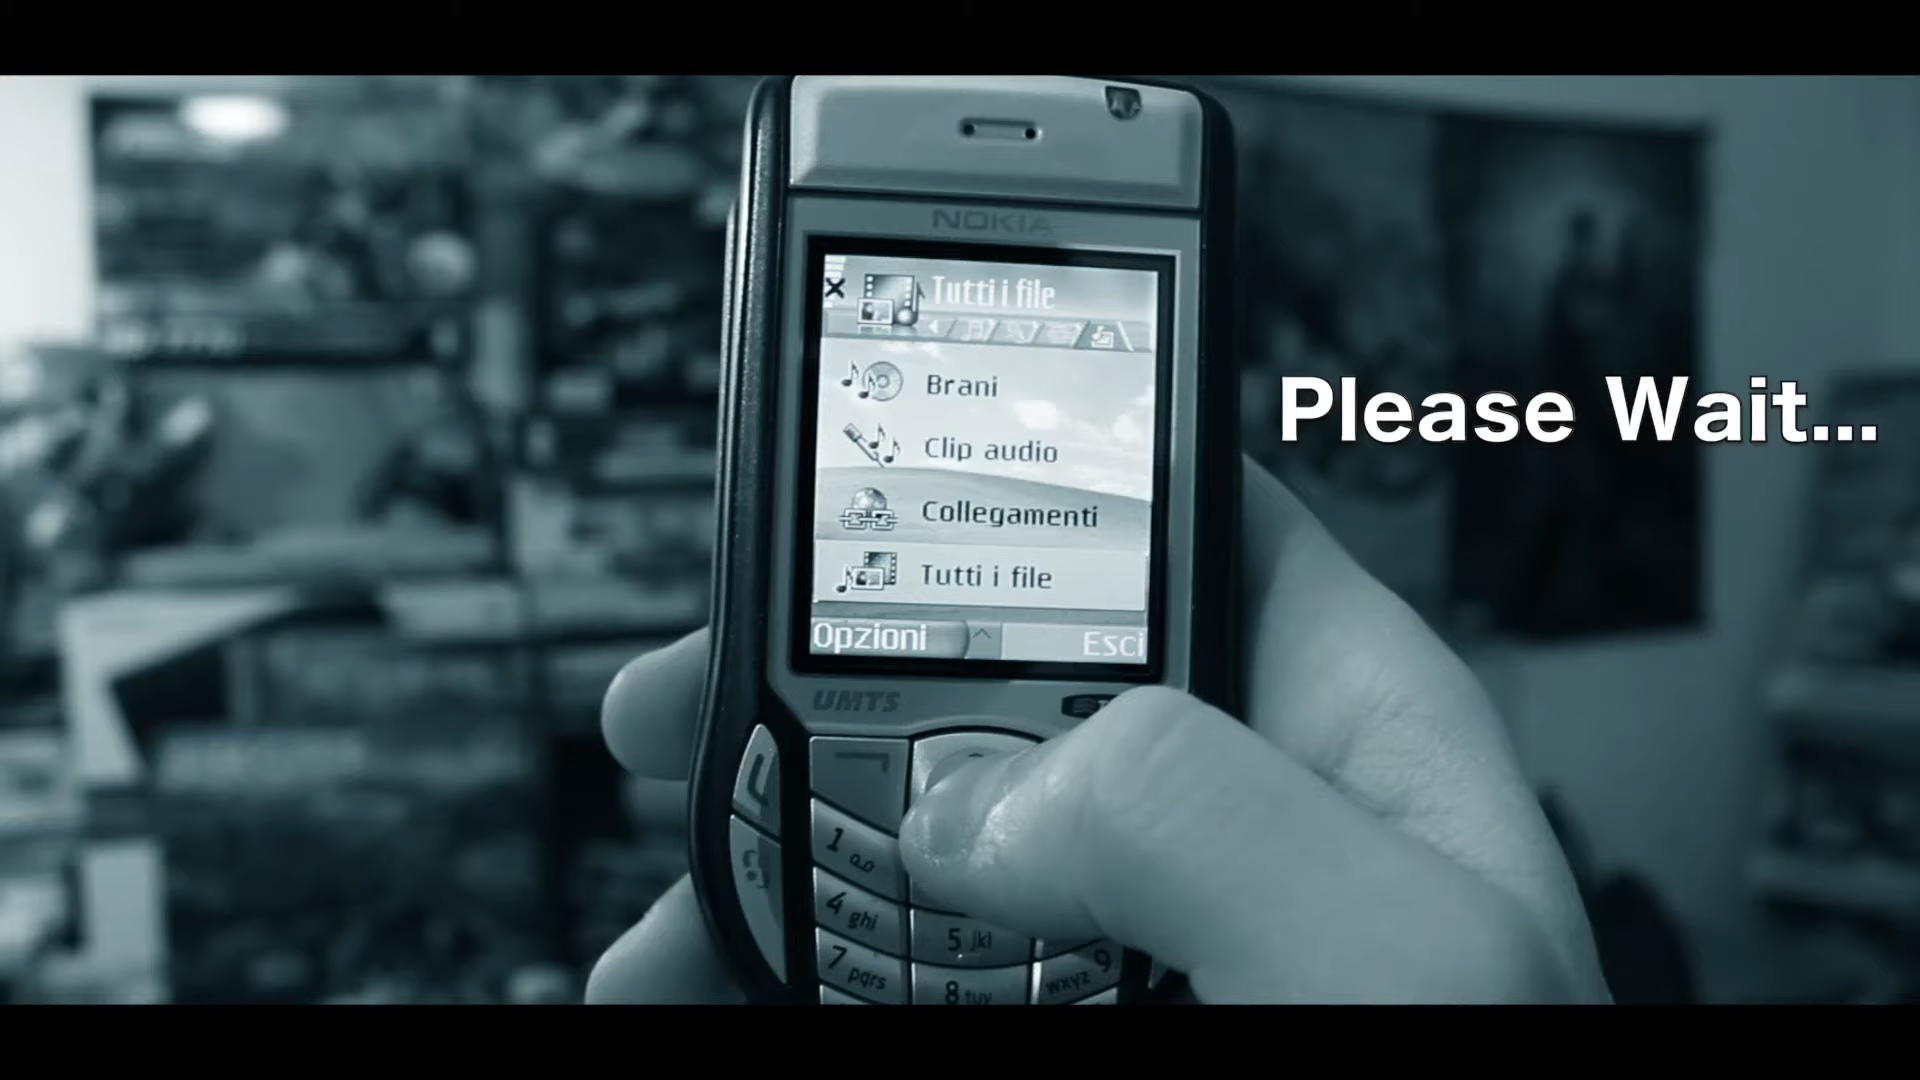 NOKIA
Tutti i file
Brani
Clip audio
Collegamenti
Tutti i file
Opzioni
Esci
Please Wait...
UMTS
1
4 ghi
5 jkl
7 pqrs
8 tuv
wxyz 9